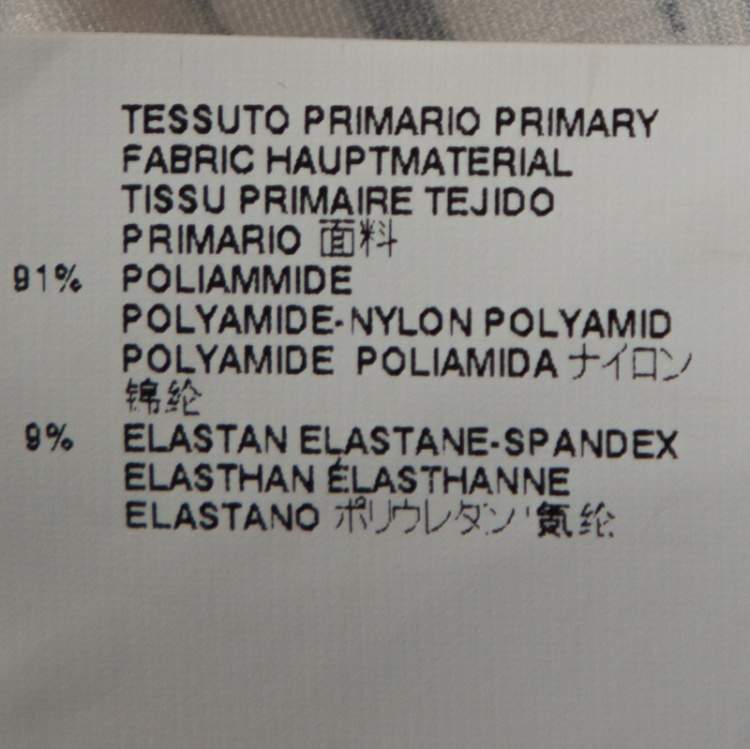 TESSUTO PRIMARIO PRIMARY
FABRIC HAUPTMATERIAL
TISSU PRIMAIRE TEJIDO
PRIMARIO 面料
91% POLIAMMIDE
POLYAMIDE-NYLON POLYAMID
POLYAMIDE POLIAMIDA ナイロン
锦纶
9% ELASTAN ELASTANE-SPANDEX
ELASTHAN ÉLASTHANNE
ELASTANO ポリウレタン 氨纶